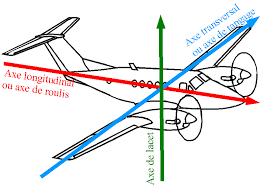 Axe transversal
ou axe de tangage
Axe longitudinal
ou axe de roulis
Axe de lacet